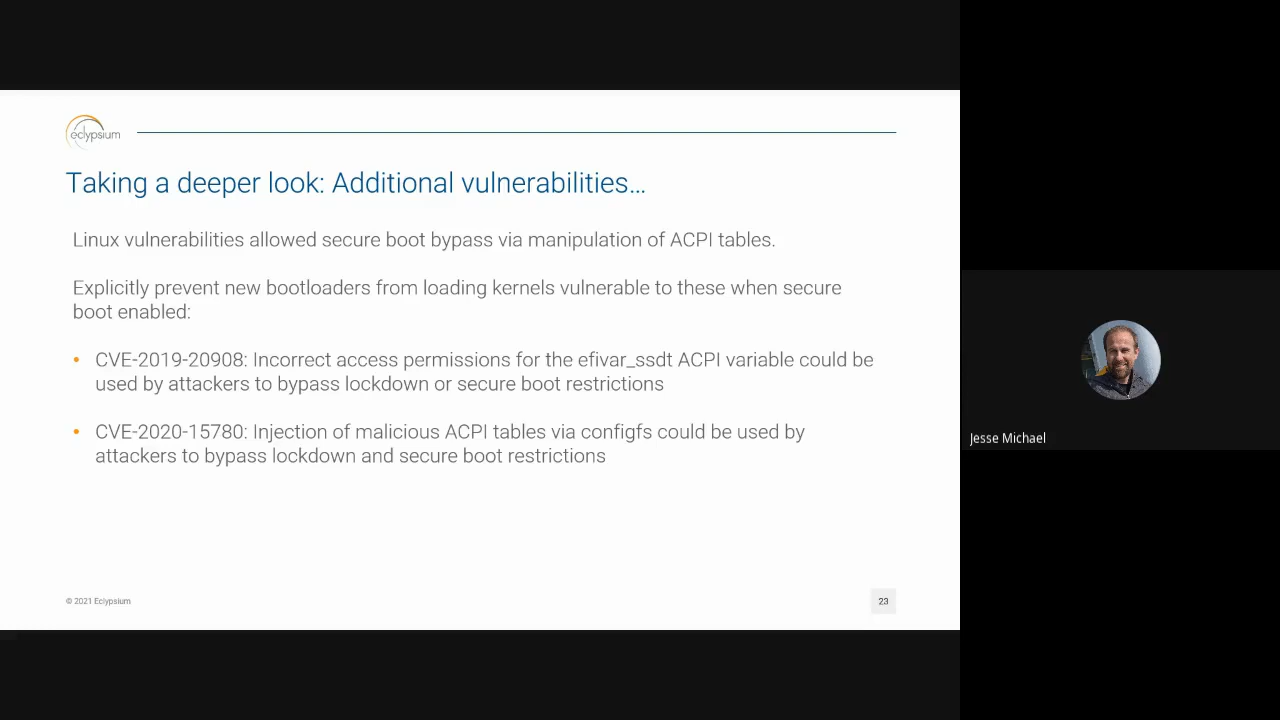 eclypsium
Taking a deeper look: Additional vulnerabilities...
Linux vulnerabilities allowed secure boot bypass via manipulation of ACPI tables.
Explicitly prevent new bootloaders from loading kernels vulnerable to these when secure
boot enabled:
• CVE-2019-20908: Incorrect access permissions for the efivar_ssdt ACPI variable could be
used by attackers to bypass lockdown or secure boot restrictions
• CVE-2020-15780: Injection of malicious ACPI tables via configfs could be used by
attackers to bypass lockdown and secure boot restrictions
Jesse Michael
© 2021 Eclypsium
23